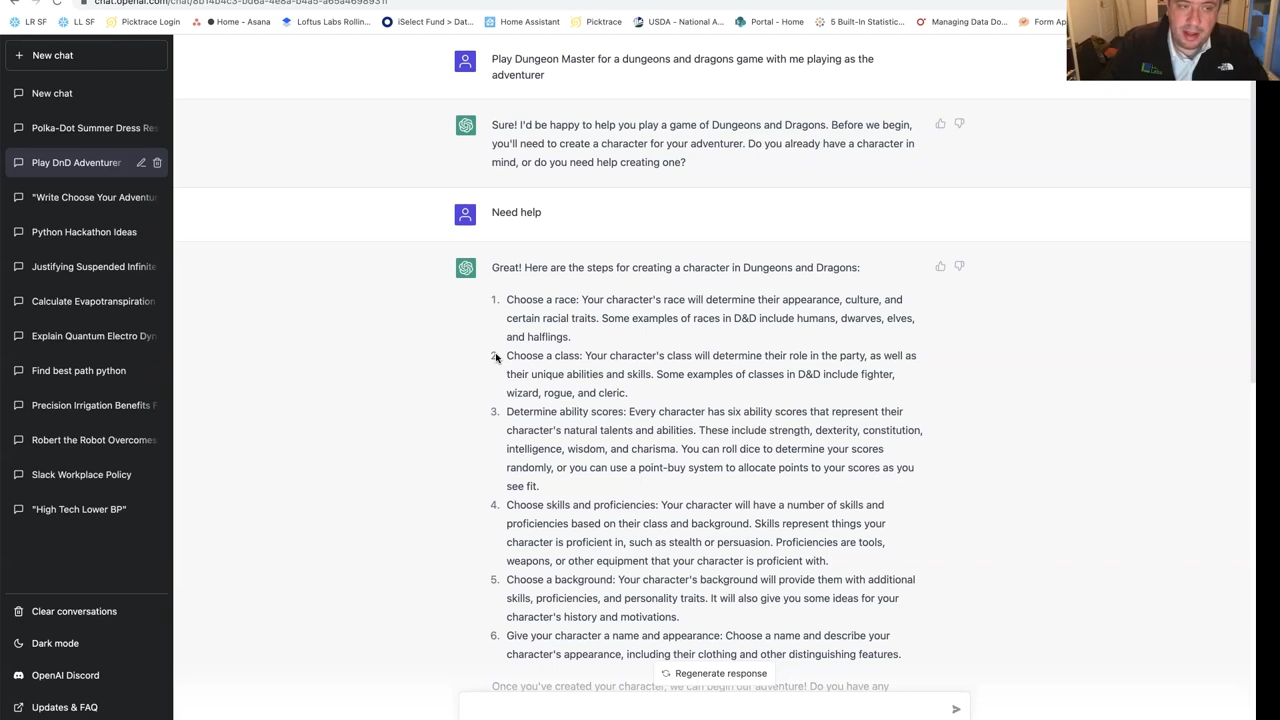 LR SF
LL SF
Picktrace Login
Home - Asana
Loftus Labs Rollin...
iSelect Fund > Dat...
Home Assistant
Picktrace
USDA - National A...
Portal - Home
5 Built-In Statistic...
Managing Data Do...
Form Ap
New chat
New chat
Polka-Dot Summer Dress Res
Play DnD Adventurer
"Write Choose Your Adventu
Python Hackathon Ideas
Justifying Suspended Infinite
Calculate Evapotranspiration
Explain Quantum Electro Dyn
Find best path python
Precision Irrigation Benefits F
Robert the Robot Overcomes
Slack Workplace Policy
"High Tech Lower BP"
Clear conversations
Dark mode
OpenAI Discord
Updates & FAQ
Play Dungeon Master for a dungeons and dragons game with me playing as the
adventurer
Sure! I'd be happy to help you play a game of Dungeons and Dragons. Before we begin,
you'll need to create a character for your adventurer. Do you already have a character in
mind, or do you need help creating one?
Need help
Great! Here are the steps for creating a character in Dungeons and Dragons:
1. Choose a race: Your character's race will determine their appearance, culture, and
certain racial traits. Some examples of races in D&D include humans, dwarves, elves,
and halflings.
2. Choose a class: Your character's class will determine their role in the party, as well as
their unique abilities and skills. Some examples of classes in D&D include fighter,
wizard, rogue, and cleric.
3. Determine ability scores: Every character has six ability scores that represent their
character's natural talents and abilities. These include strength, dexterity, constitution,
intelligence, wisdom, and charisma. You can roll dice to determine your scores
randomly, or you can use a point-buy system to allocate points to your scores as you
see fit.
4. Choose skills and proficiencies: Your character will have a number of skills and
proficiencies based on their class and background. Skills represent things your
character is proficient in, such as stealth or persuasion. Proficiencies are tools,
weapons, or other equipment that your character is proficient with.
5. Choose a background: Your character's background will provide them with additional
skills, proficiencies, and personality traits. It will also give you some ideas for your
character's history and motivations.
6. Give your character a name and appearance: Choose a name and describe your
character's appearance, including their clothing and other distinguishing features.
Regenerate response
Once you've created your character, we can begin our adventure! Do you have any